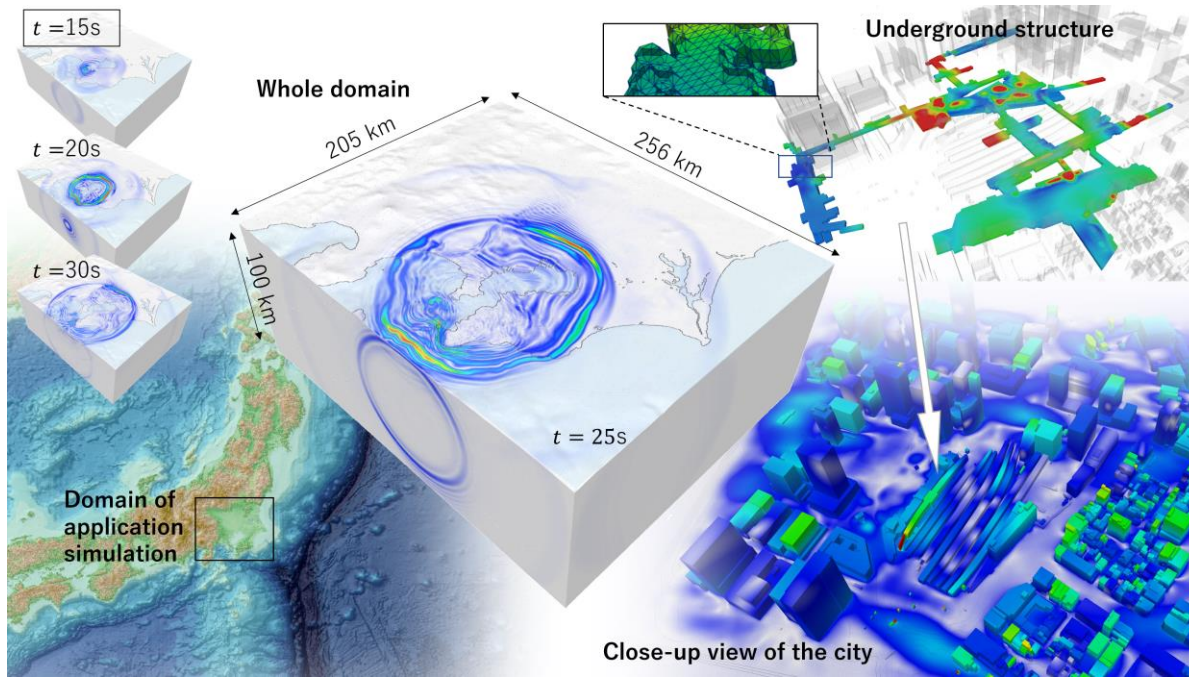 t = 15s
t = 20s
t = 30s
Whole domain
205 km
256 km
100 km
t = 25s
Underground structure
Domain of
application
simulation
Close-up view of the city